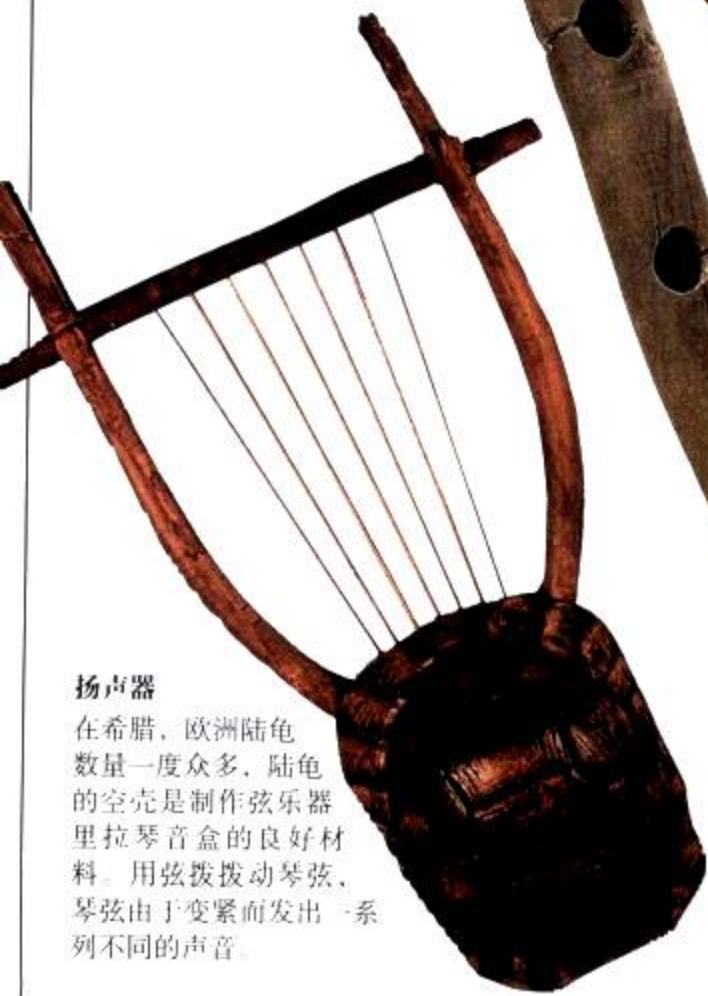 扬声器
在希腊，欧洲陆龟
数量一度众多，陆龟
的空壳是制作弦乐器
里拉琴音盒的良好材
料。用弦拨拨动琴弦，
琴弦由于变紧而发出一系
列不同的声音。